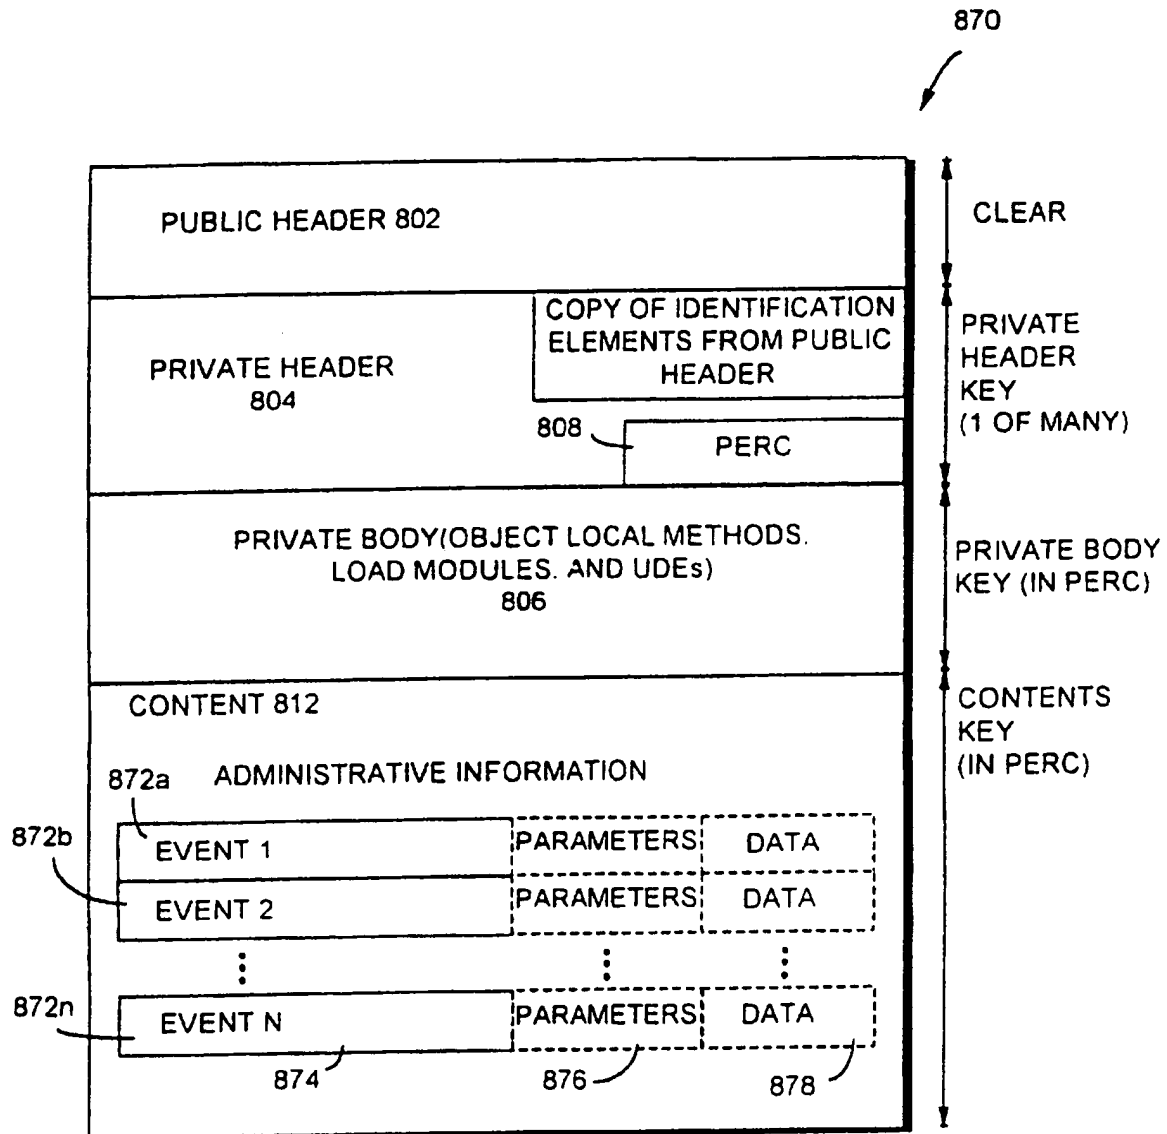 870
PUBLIC HEADER 802
CLEAR
PRIVATE HEADER
804
COPY OF IDENTIFICATION
ELEMENTS FROM PUBLIC
HEADER
808
PERC
PRIVATE
HEADER
KEY
(1 OF MANY)
PRIVATE BODY(OBJECT LOCAL METHODS.
LOAD MODULES. AND UDEs)
806
PRIVATE BODY
KEY (IN PERC)
CONTENT 812
CONTENTS
KEY
(IN PERC)
ADMINISTRATIVE INFORMATION
872a
EVENT 1 PARAMETERS DATA
872b
EVENT 2 PARAMETERS DATA
872n
EVENT N PARAMETERS DATA
874 876 878